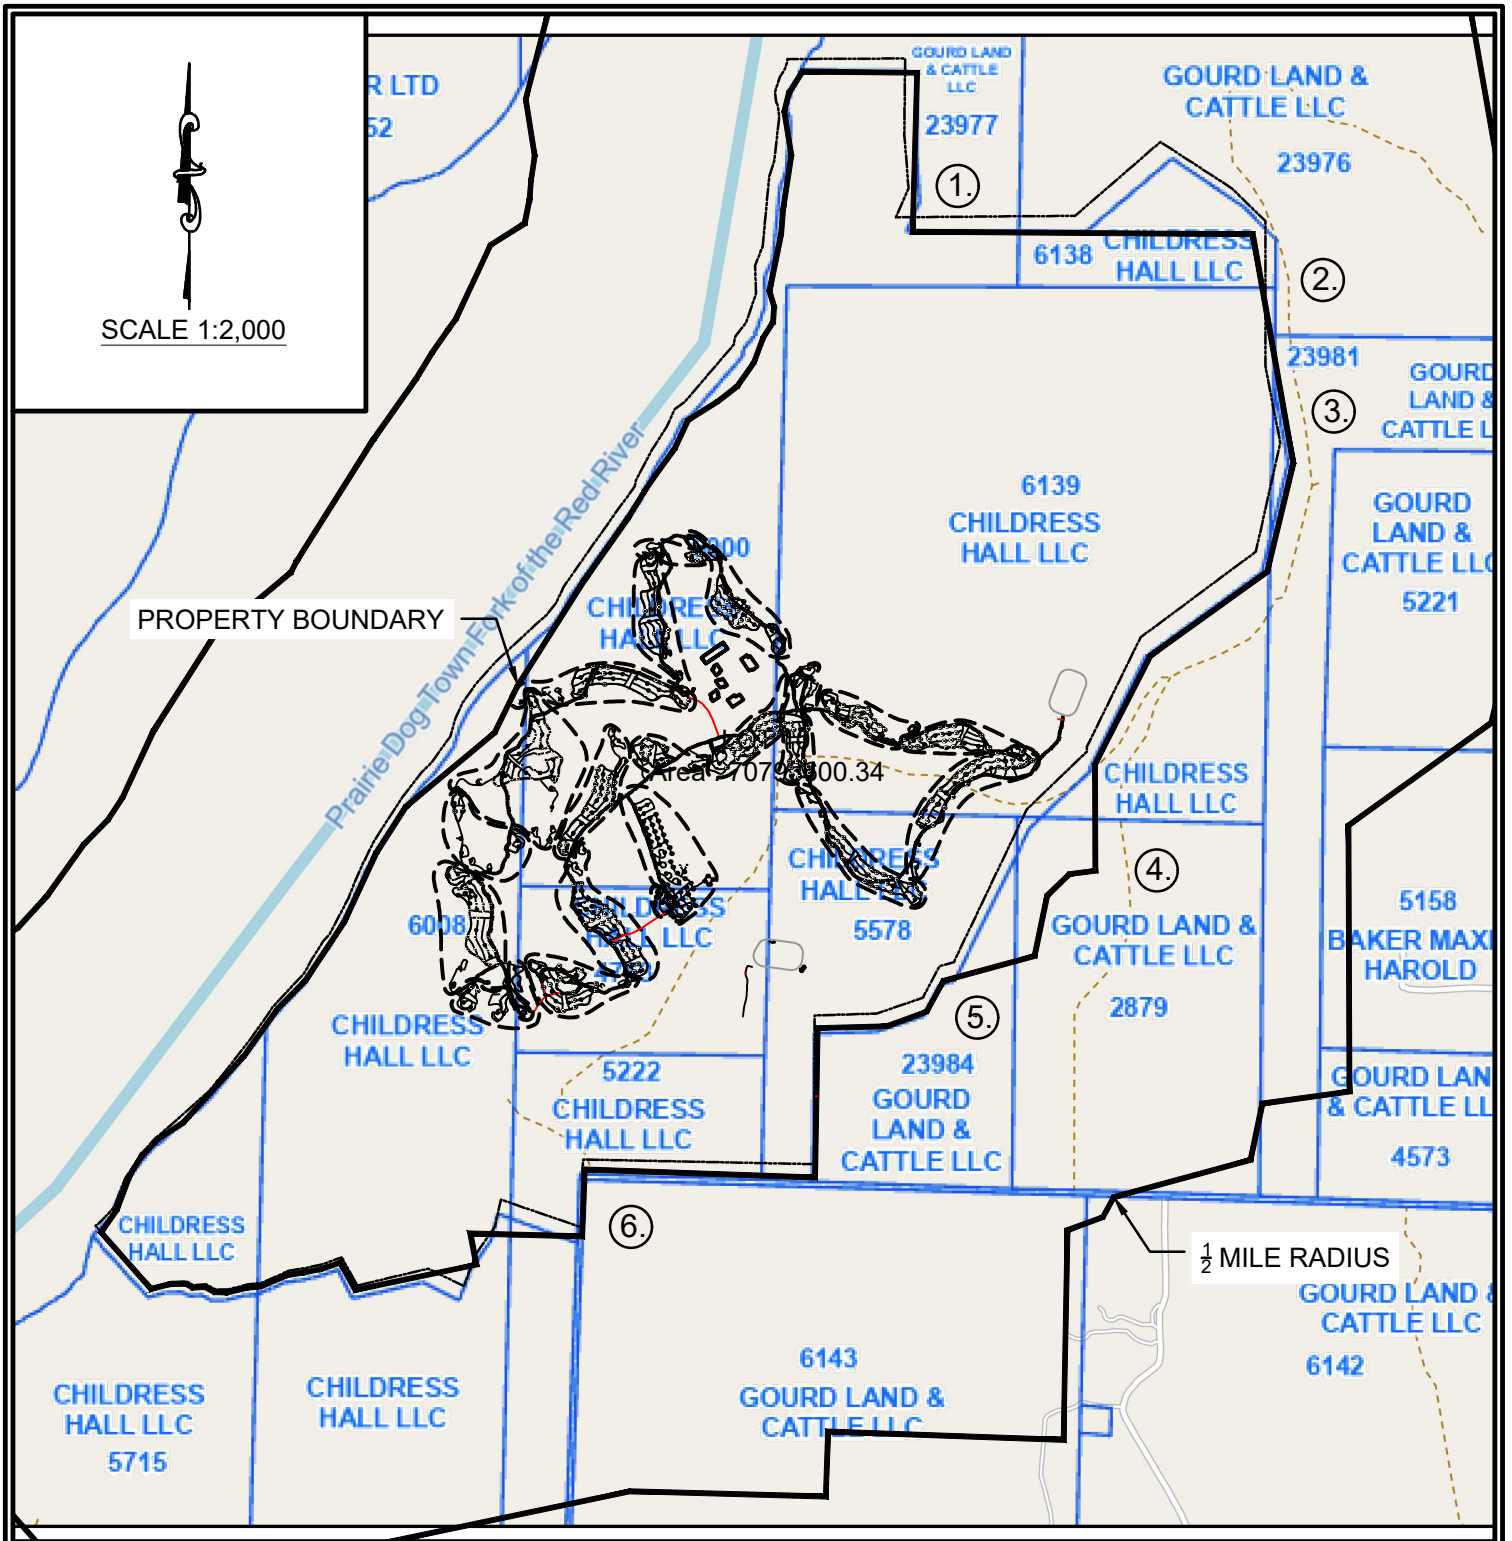 SCALE 1:2,000
R LTD
52
GOURD LAND
& CATTLE
LLC
23977
GOURD LAND &
CATTLE LLC
23976
1.
6138
CHILDRESS
HALL LLC
2.
23981
GOURD
LAND &
CATTLE L
3.
6139
CHILDRESS
HALL LLC
GOURD
LAND &
CATTLE LLC
5221
Prairie Dog Town Fork of the Red River
PROPERTY BOUNDARY
CHILDRESS
HALL LLC
CHILDRESS
HALL LLC
CHILDRESS
HALL LLC
5578
4.
GOURD LAND &
CATTLE LLC
2879
5158
BAKER MAXI
HAROLD
6008
CHILDRESS
HALL LLC
CHILDRESS
HALL LLC
5.
23984
GOURD
LAND &
CATTLE LLC
5222
CHILDRESS
HALL LLC
GOURD LAN
& CATTLE LL
4573
CHILDRESS
HALL LLC
6.
1/2 MILE RADIUS
GOURD LAND &
CATTLE LLC
6142
6143
GOURD LAND &
CATTLE LLC
CHILDRESS
HALL LLC
5715
CHILDRESS
HALL LLC